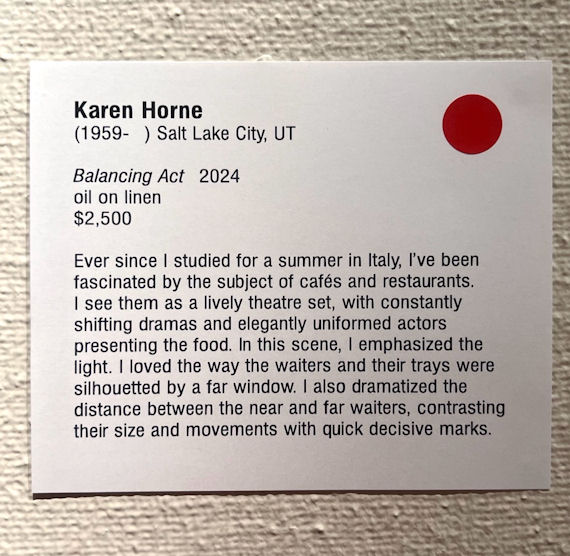 Karen Horne
(1959-   ) Salt Lake City, UT
Balancing Act   2024
oil on linen
$2,500
Ever since I studied for a summer in Italy, I've been
fascinated by the subject of cafés and restaurants.
I see them as a lively theatre set, with constantly
shifting dramas and elegantly uniformed actors
presenting the food. In this scene, I emphasized the
light. I loved the way the waiters and their trays were
silhouetted by a far window. I also dramatized the
distance between the near and far waiters, contrasting
their size and movements with quick decisive marks.